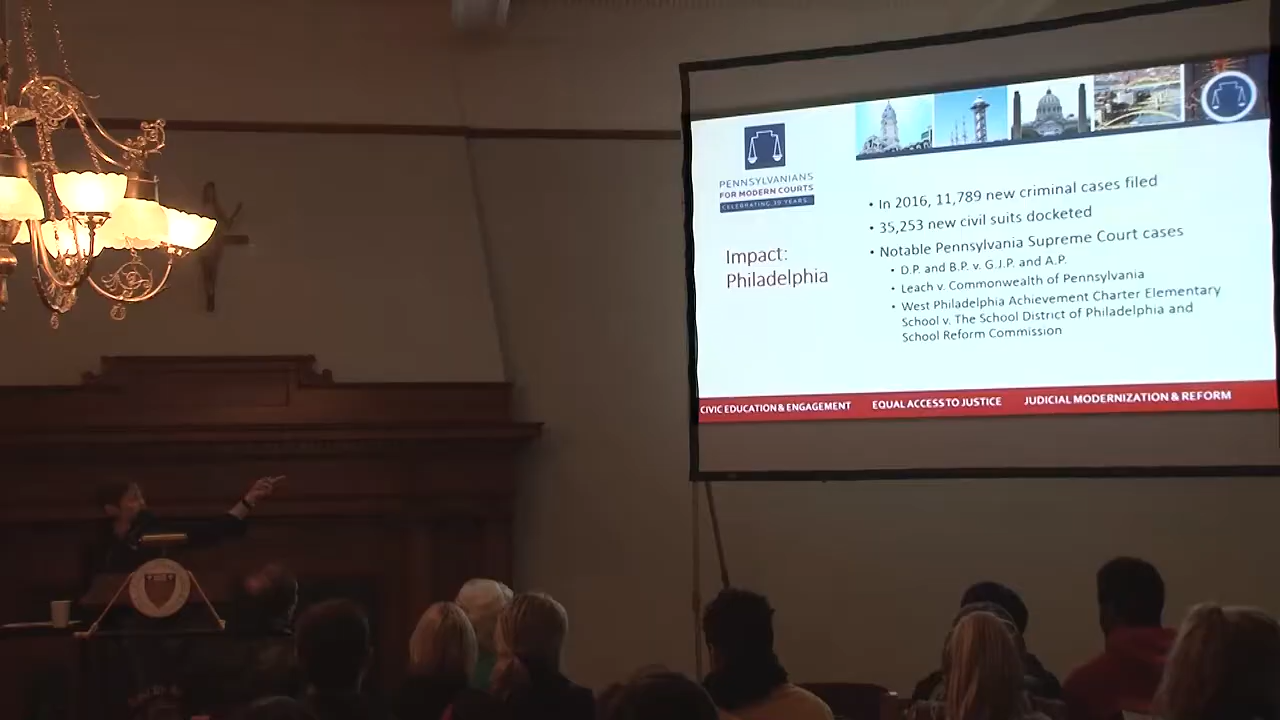 PENNSYLVANIANS
FOR MODERN COURTS
CELEBRATING 30 YEARS
Impact:
Philadelphia
• In 2016, 11,789 new criminal cases filed
• 35,253 new civil suits docketed
• Notable Pennsylvania Supreme Court cases
• D.P. and B.P. v. G.J.P. and A.P.
• Leach v. Commonwealth of Pennsylvania
• West Philadelphia Achievement Charter Elementary
School v. The School District of Philadelphia and
School Reform Commission
CIVIC EDUCATION & ENGAGEMENT EQUAL ACCESS TO JUSTICE JUDICIAL MODERNIZATION & REFORM